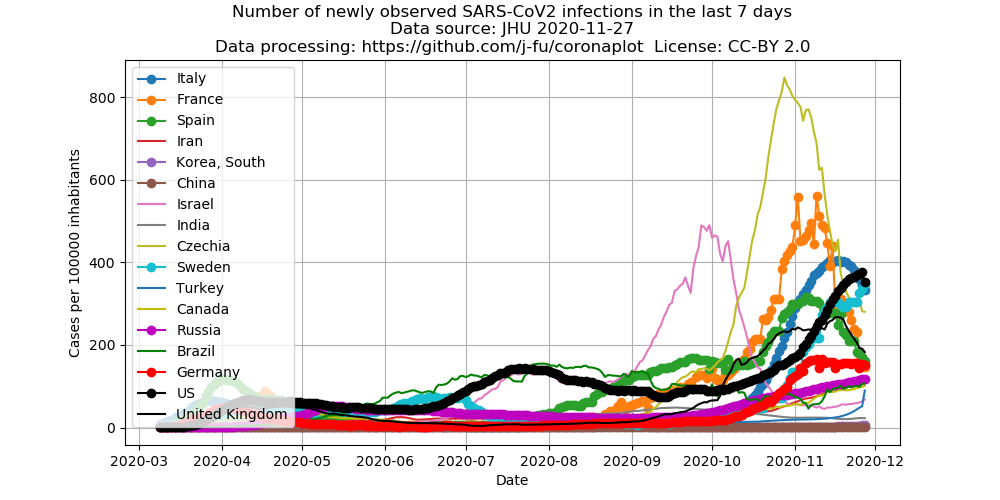 Number of newly observed SARS-CoV2 infections in the last 7 days
Data source: JHU 2020-11-27
Data processing: https://github.com/j-fu/coronaplot  License: CC-BY 2.0
Cases per 100000 inhabitants
800
600
400
200
0
Italy
France
Spain
Iran
Korea, South
China
Israel
India
Czechia
Sweden
Turkey
Canada
Russia
Brazil
Germany
US
United Kingdom
2020-03 2020-04 2020-05 2020-06 2020-07 2020-08 2020-09 2020-10 2020-11 2020-12
Date